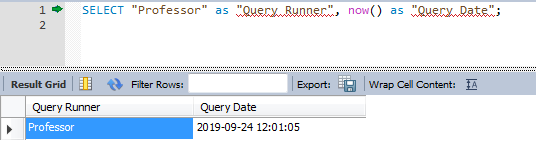 1 SELECT "Professor" as "Query Runner", now() as "Query Date";
2
Result Grid Filter Rows: Export: Wrap Cell Content:
Query Runner Query Date
Professor 2019-09-24 12:01:05